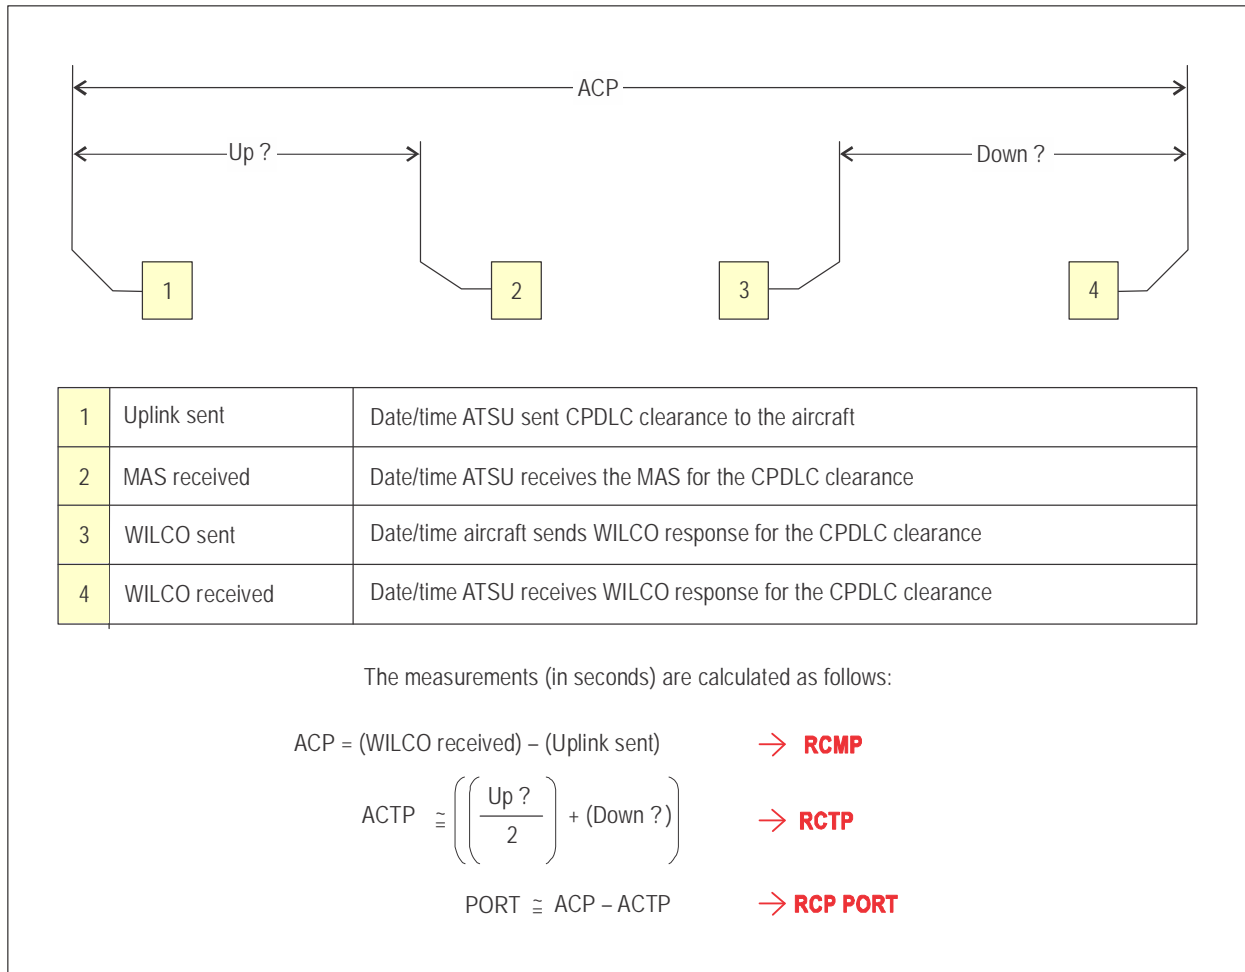 ACP
Up ?
Down ?
1
2
3
4
1 Uplink sent Date/time ATSU sent CPDLC clearance to the aircraft
2 MAS received Date/time ATSU receives the MAS for the CPDLC clearance
3 WILCO sent Date/time aircraft sends WILCO response for the CPDLC clearance
4 WILCO received Date/time ATSU receives WILCO response for the CPDLC clearance
The measurements (in seconds) are calculated as follows:
ACP = (WILCO received) – (Uplink sent) → RCMP
ACTP ≅ ((Up ? / 2) + (Down ?)) → RCTP
PORT ≅ ACP – ACTP → RCP PORT